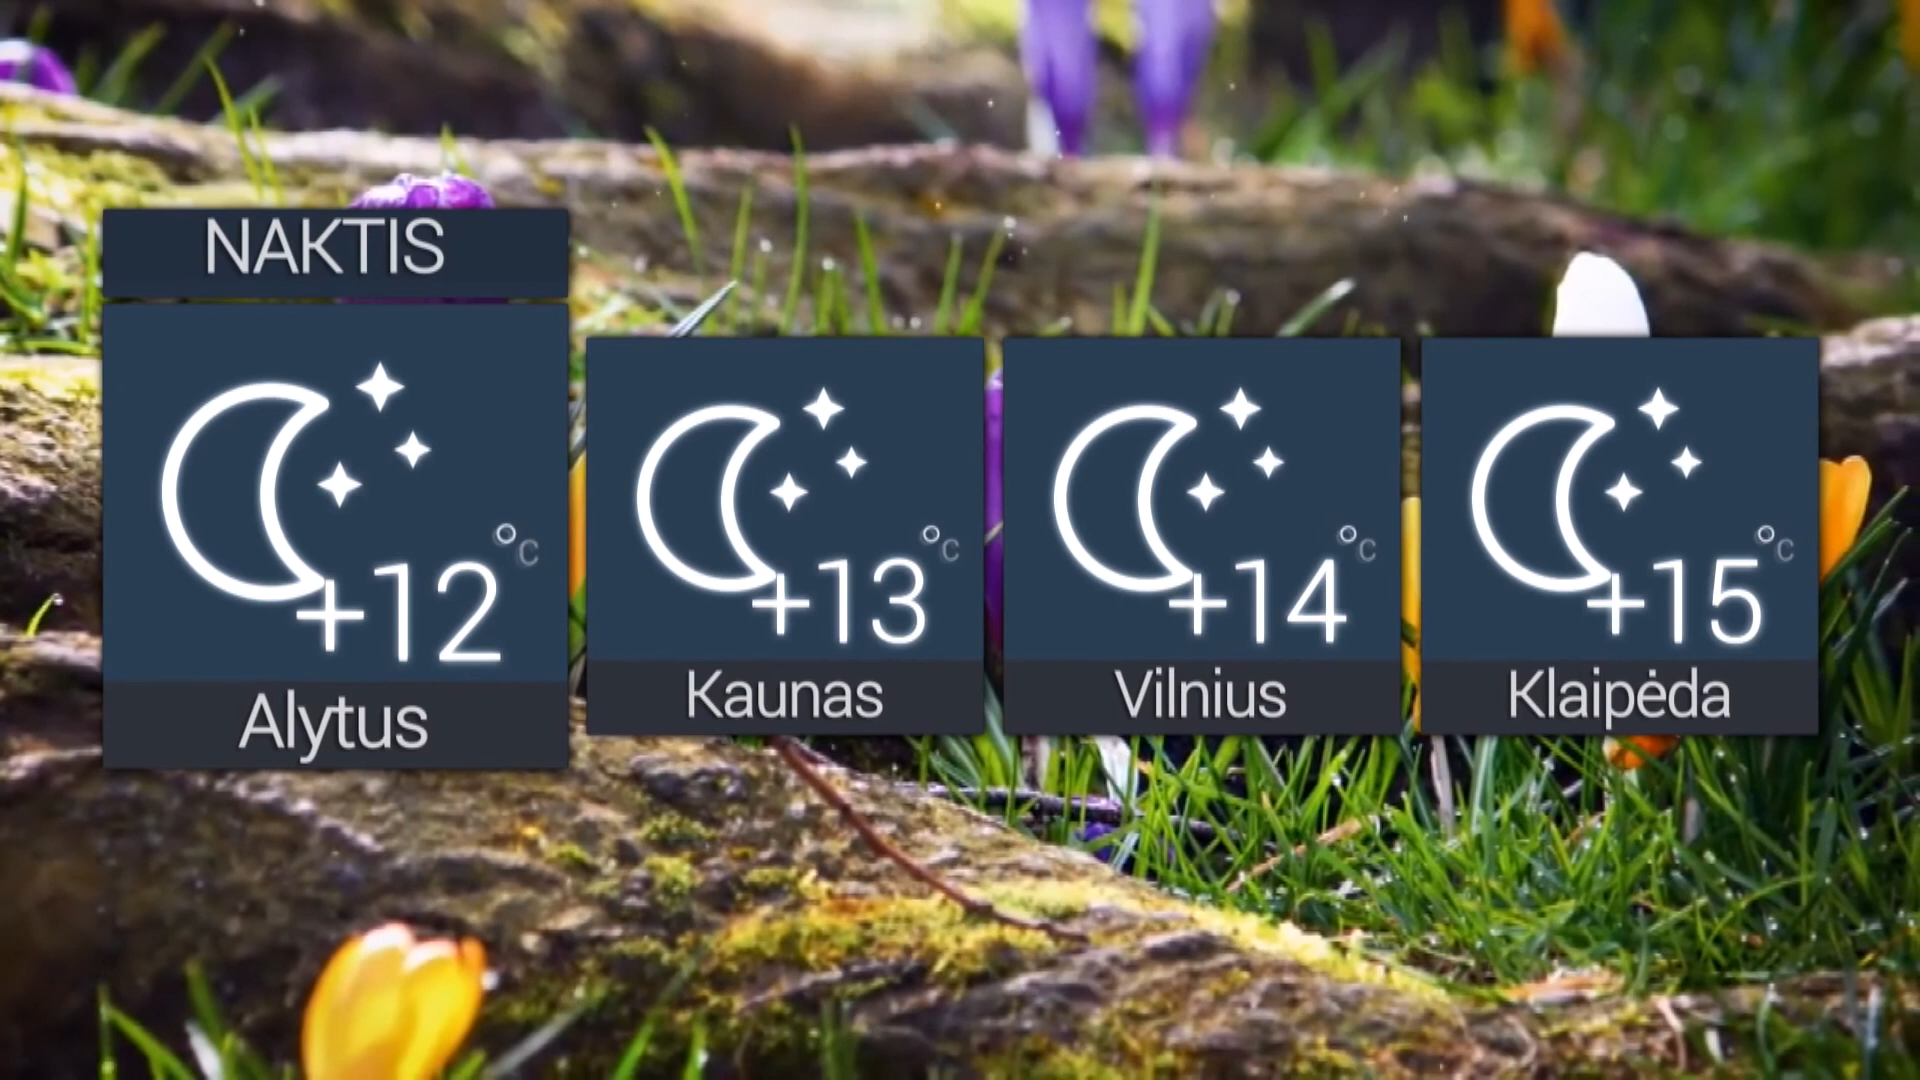 NAKTIS
+12 °C
Alytus
+13 °C
Kaunas
+14 °C
Vilnius
+15 °C
Klaipėda